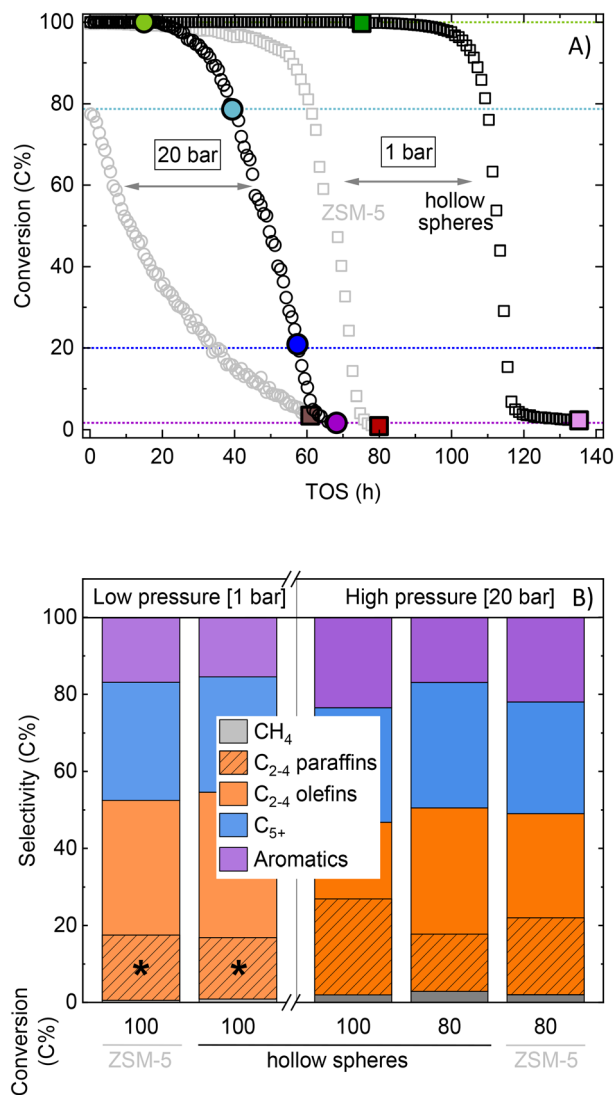 A)
100
80
60
40
20
0
Conversion (C%)
20 bar
1 bar
ZSM-5
hollow
spheres
0 20 40 60 80 100 120 140
TOS (h)
Low pressure [1 bar] High pressure [20 bar] B)
100
80
60
40
20
0
Selectivity (C%)
CH4
C2-4 paraffins
C2-4 olefins
C5+
Aromatics
* *
Conversion
(C%)
100 100 100 80 80
ZSM-5 hollow spheres ZSM-5